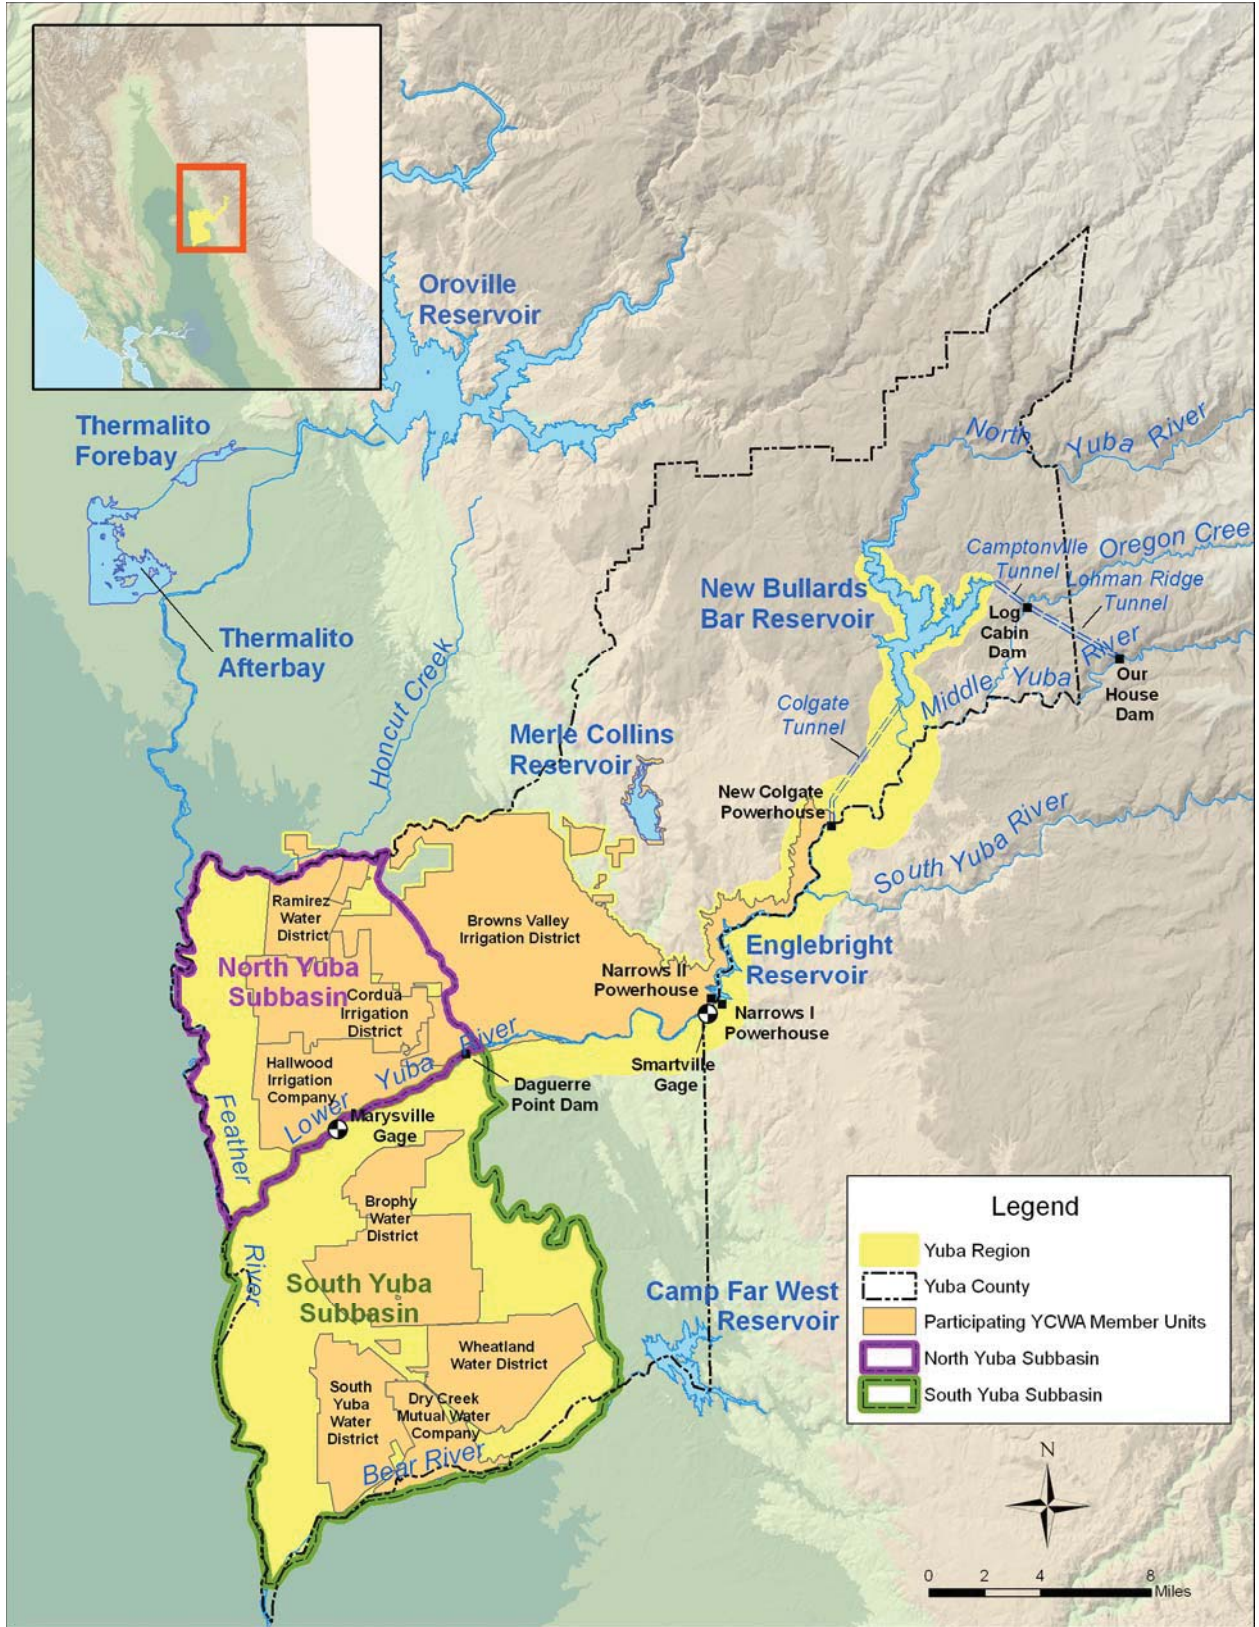 Oroville
Reservoir
Thermalito
Forebay
North Yuba River
Oregon Cree
Camptonville
Tunnel
Lohman Ridge
Tunnel
New Bullards
Bar Reservoir
Log
Cabin
Dam
Thermalito
Afterbay
Honcut Creek
Middle Yuba River
Our
House
Dam
Colgate
Tunnel
Merle Collins
Reservoir
New Colgate
Powerhouse
South Yuba River
Ramirez
Water
District
Browns Valley
Irrigation District
Englebright
Reservoir
North Yuba
Subbasin
Narrows II
Powerhouse
Cordua
Irrigation
District
Narrows I
Powerhouse
Hallwood
Irrigation
Company
Lower Yuba River
Smartville
Gage
Daguerre
Point Dam
Feather River
Marysville
Gage
Brophy
Water
District
South Yuba
Subbasin
Camp Far West
Reservoir
Wheatland
Water District
South
Yuba
Water
District
Dry Creek
Mutual Water
Company
Bear River
Legend
Yuba Region
Yuba County
Participating YCWA Member Units
North Yuba Subbasin
South Yuba Subbasin
N
0 2 4 8
Miles